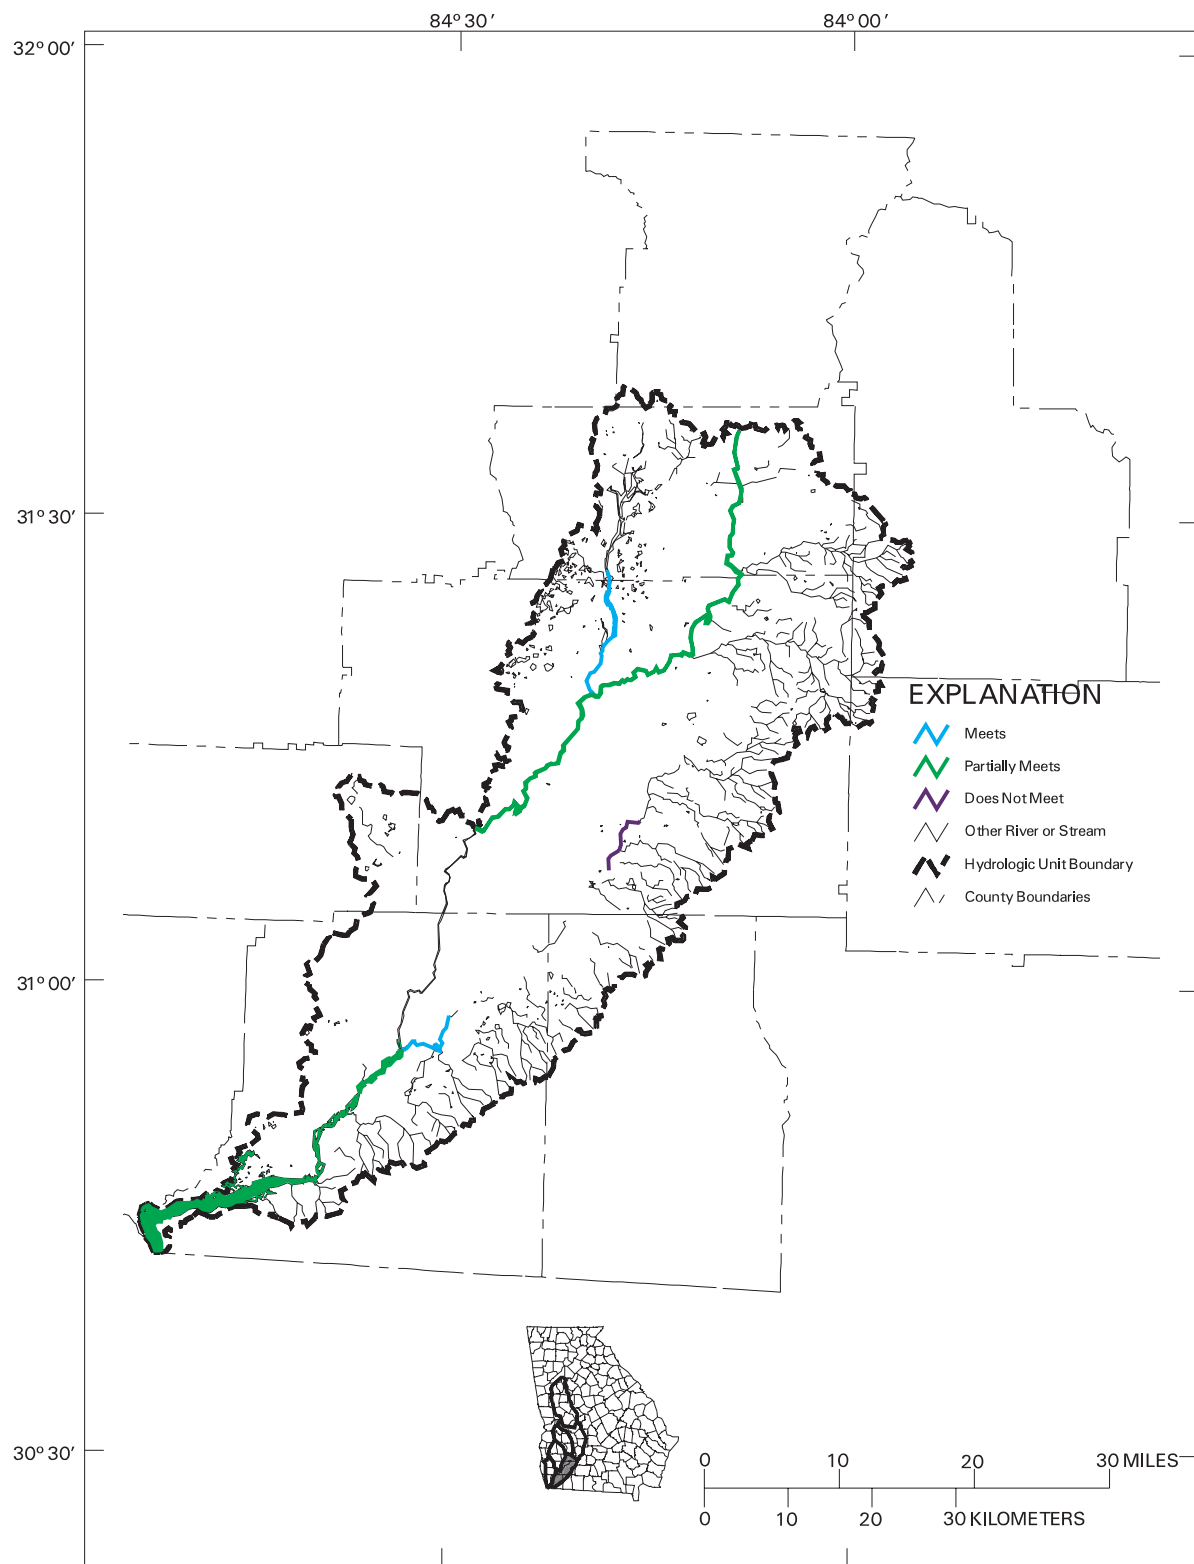 84° 30′
84° 00′
32° 00′
31° 30′
EXPLANATION
Meets
Partially Meets
Does Not Meet
Other River or Stream
Hydrologic Unit Boundary
County Boundaries
31° 00′
30° 30′
0 10 20 30 MILES
0 10 20 30 KILOMETERS